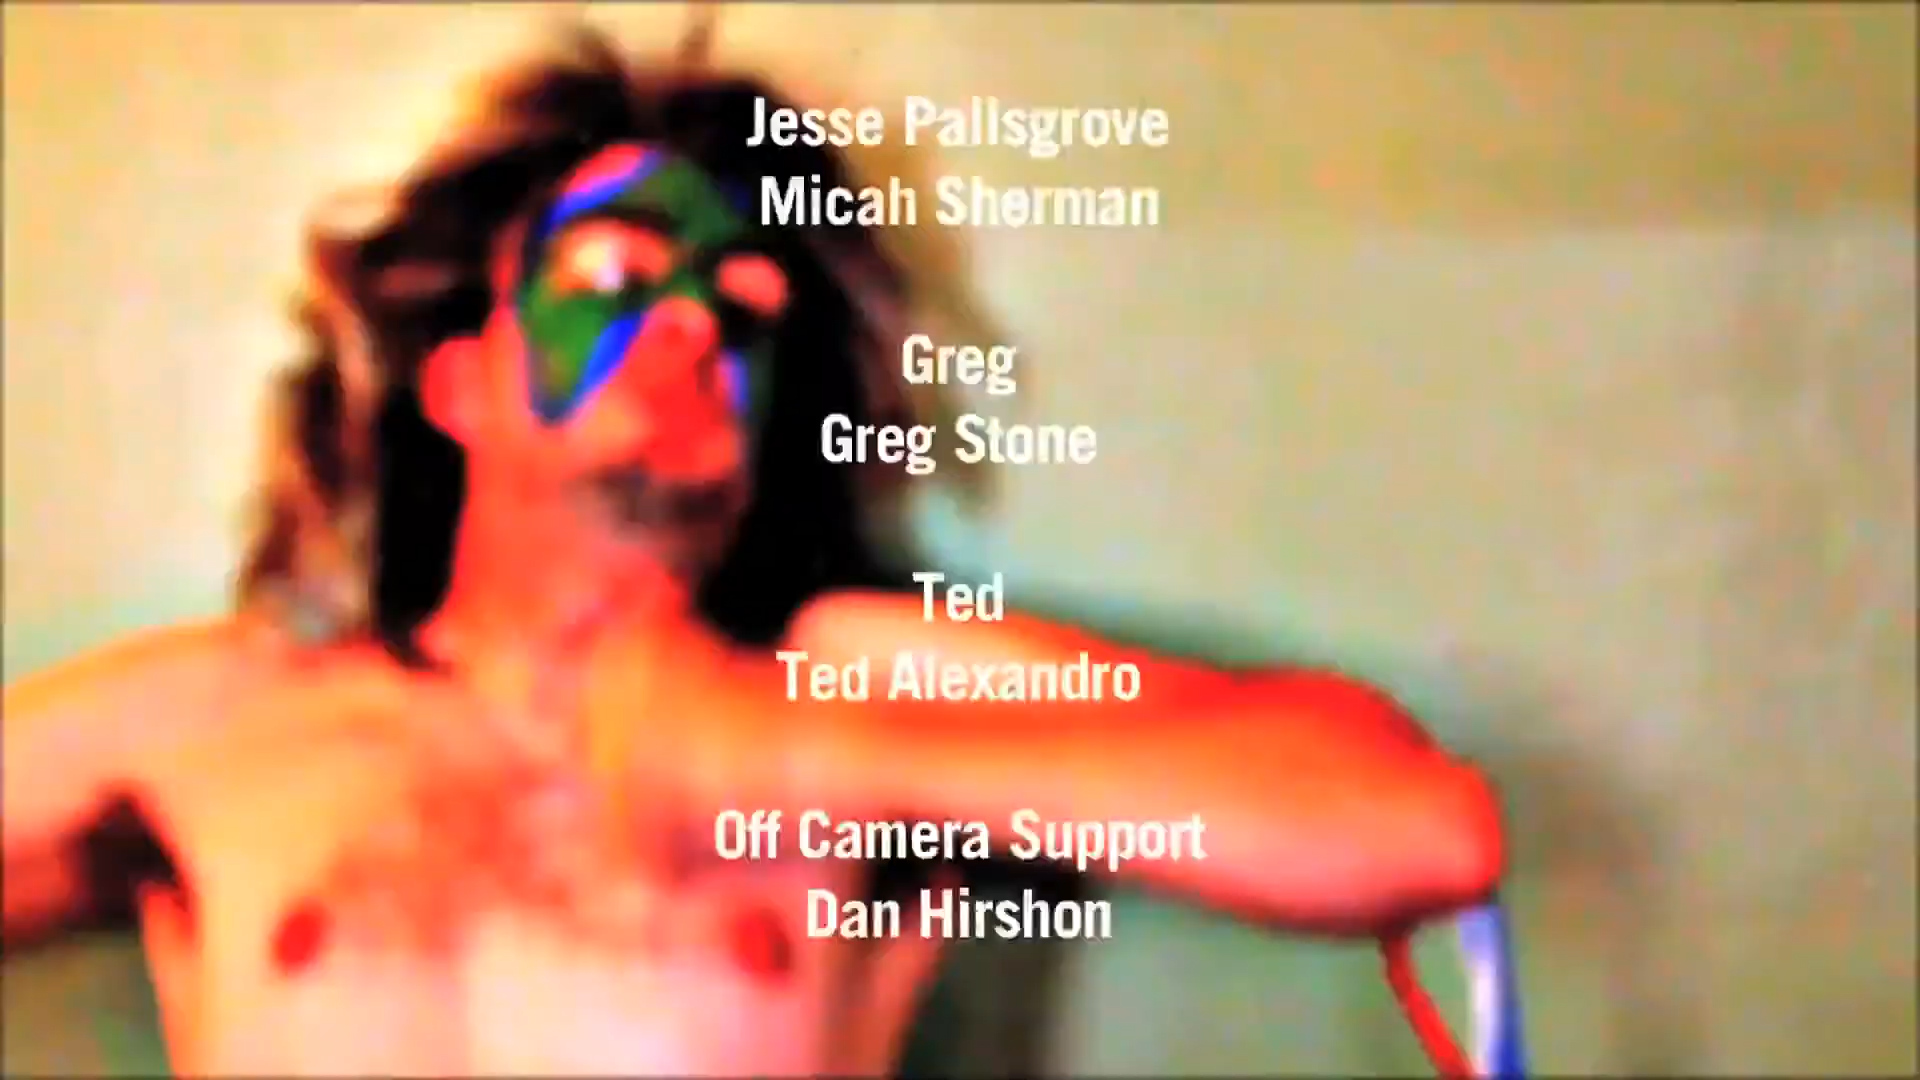 Jesse Pallsgrove
Micah Sherman
Greg
Greg Stone
Ted
Ted Alexandro
Off Camera Support
Dan Hirshon